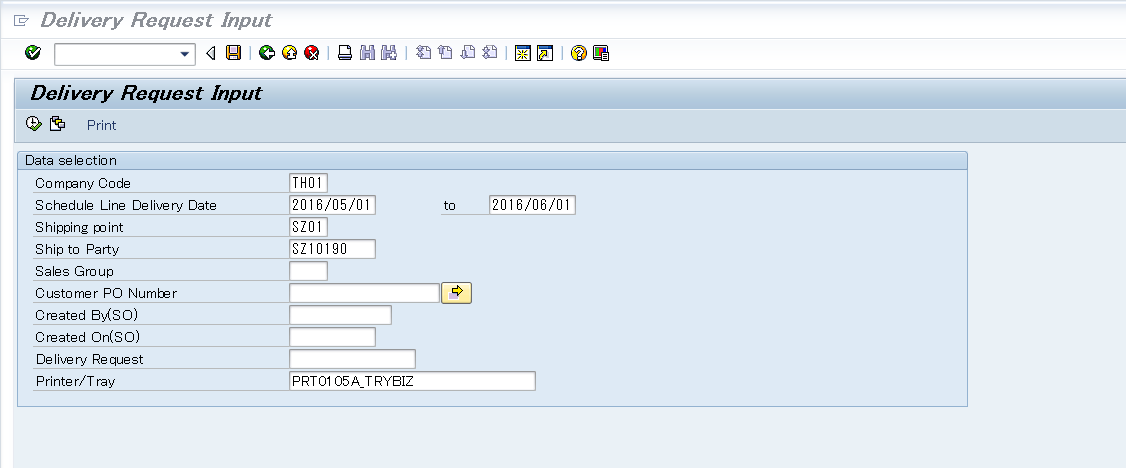 Delivery Request Input
Delivery Request Input
Print
Data selection
Company Code TH01
Schedule Line Delivery Date 2016/05/01 to 2016/06/01
Shipping point SZ01
Ship to Party SZ10190
Sales Group
Customer PO Number
Created By(SO)
Created On(SO)
Delivery Request
Printer/Tray PRT0105A_TRYBIZ